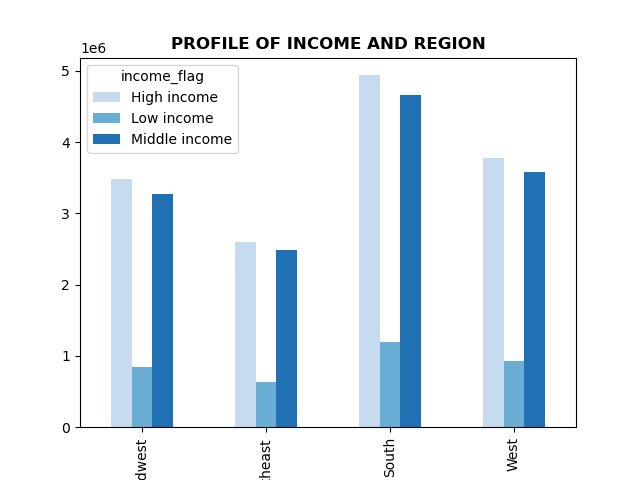 PROFILE OF INCOME AND REGION
1e6
5
4
3
2
1
0
income_flag
High income
Low income
Middle income
dwest
heast
South
West